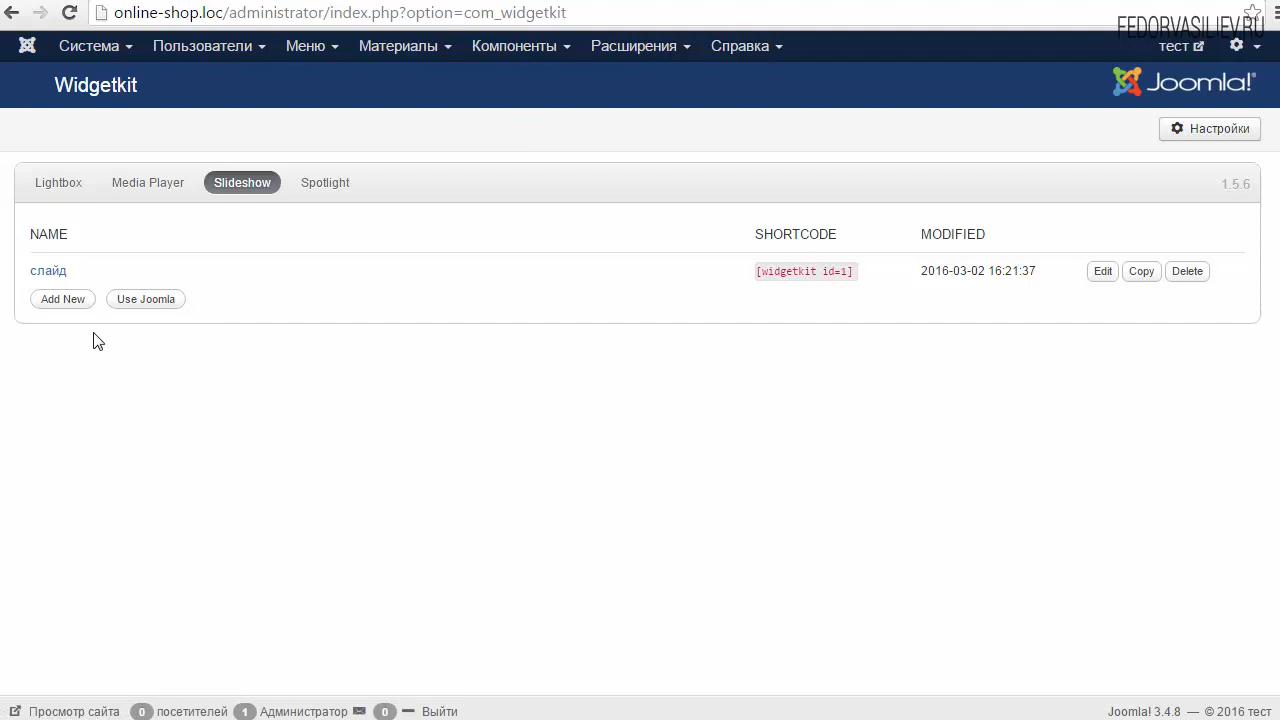 online-shop.loc/administrator/index.php?option=com_widgetkit
FEDORVASILIEV.RU
Система Пользователи Меню Материалы Компоненты Расширения Справка тест
Widgetkit Joomla!®
Настройки
Lightbox Media Player Slideshow Spotlight 1.5.6
NAME SHORTCODE MODIFIED
слайд [widgetkit id=1] 2016-03-02 16:21:37 Edit Copy Delete
Add New Use Joomla
Просмотр сайта 0 посетителей 1 Администратор 0 Выйти Joomla! 3.4.8 — © 2016 тест